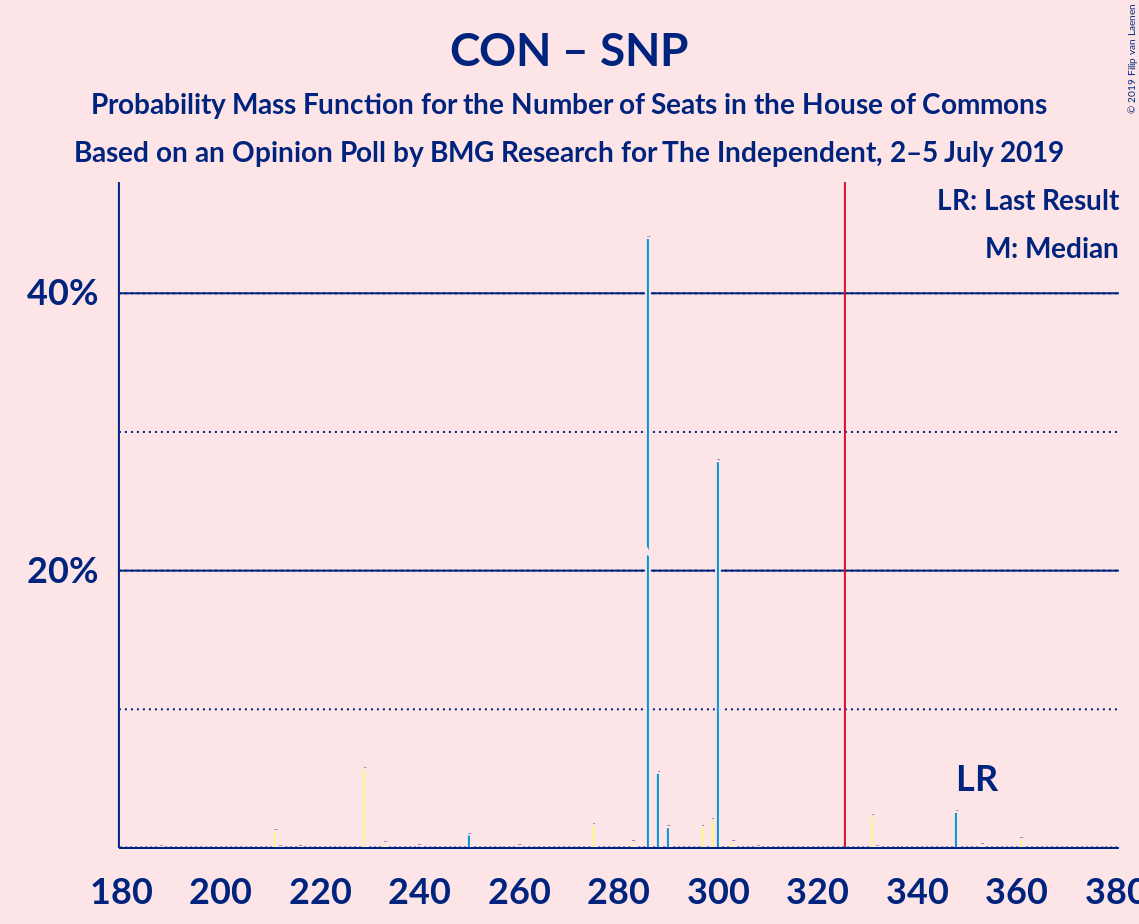 CON – SNP
Probability Mass Function for the Number of Seats in the House of Commons
Based on an Opinion Poll by BMG Research for The Independent, 2–5 July 2019
© 2019 Filip van Laenen
LR: Last Result
M: Median
40%
20%
LR
180 200 220 240 260 280 300 320 340 360 380